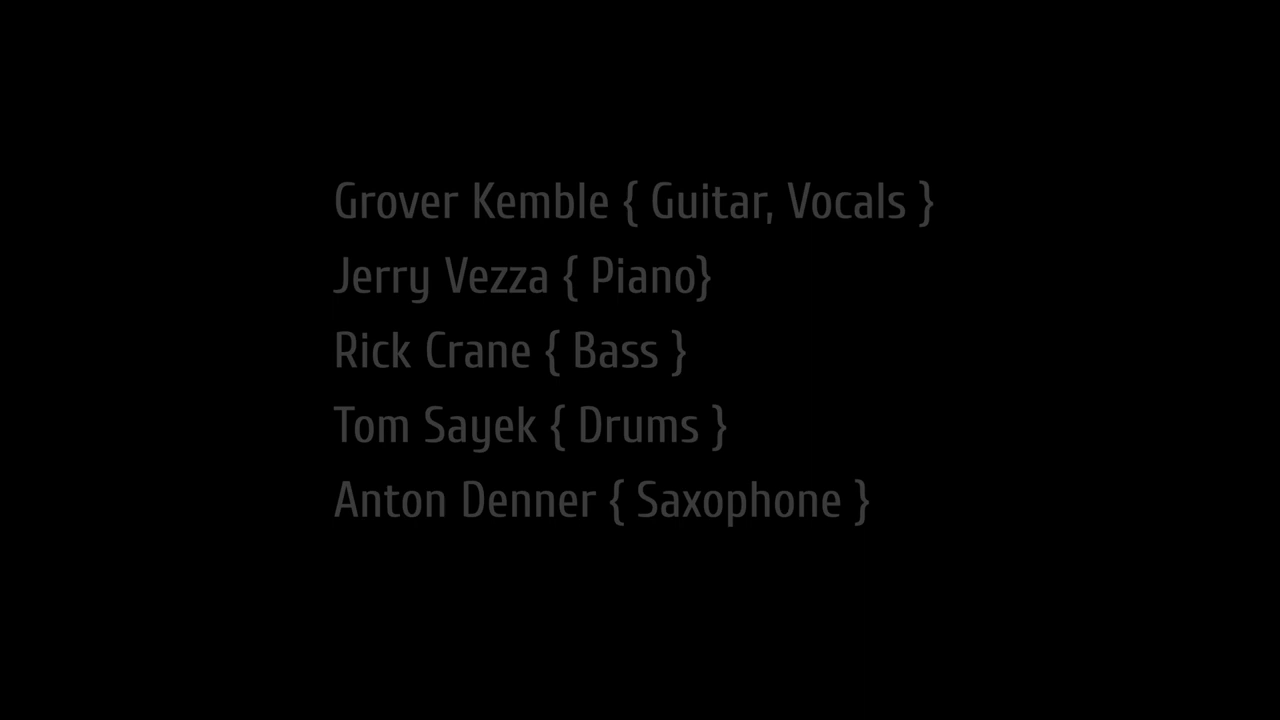 Grover Kemble { Guitar, Vocals }
Jerry Vezza { Piano}
Rick Crane { Bass }
Tom Sayek { Drums }
Anton Denner { Saxophone }